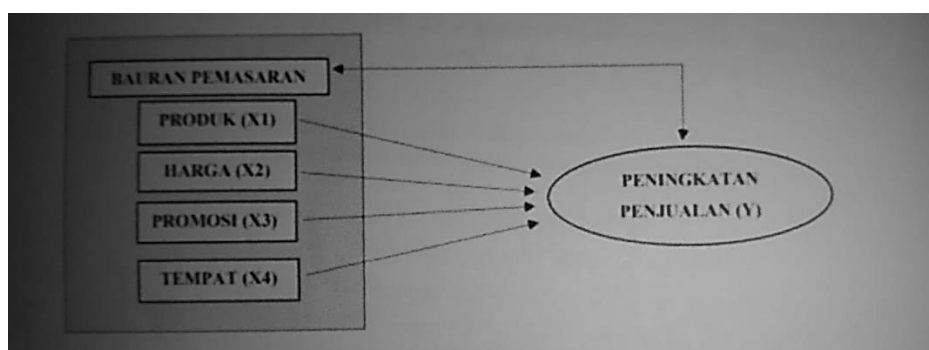 BAURAN PEMASARAN
PRODUK (X1)
HARGA (X2)
PROMOSI (X3)
TEMPAT (X4)
PENINGKATAN
PENJUALAN (Y)